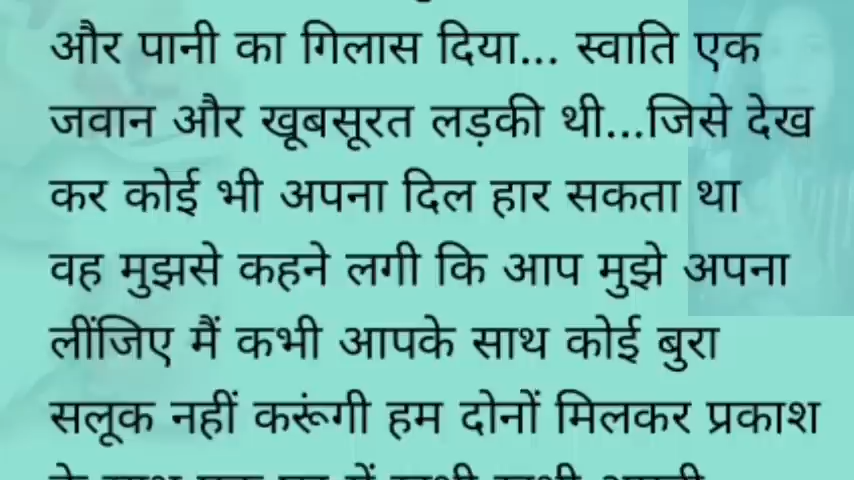 और पानी का गिलास दिया... स्वाति एक
जवान और खूबसूरत लड़की थी...जिसे देख
कर कोई भी अपना दिल हार सकता था
वह मुझसे कहने लगी कि आप मुझे अपना
लींजिए मैं कभी आपके साथ कोई बुरा
सलूक नहीं करूंगी हम दोनों मिलकर प्रकाश